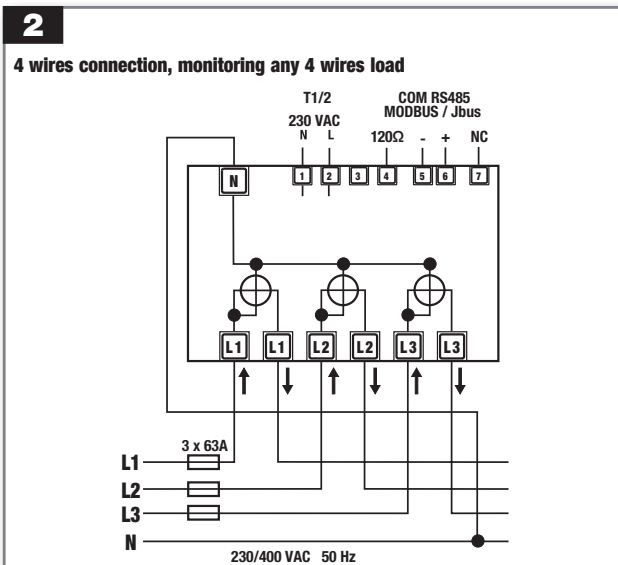 2
4 wires connection, monitoring any 4 wires load
T1/2
COM RS485
MODBUS / Jbus
230 VAC
N L
120Ω - + NC
N 1 2 3 4 5 6 7
L1 L1 L2 L2 L3 L3
3 x 63A
L1
L2
L3
N
230/400 VAC 50 Hz